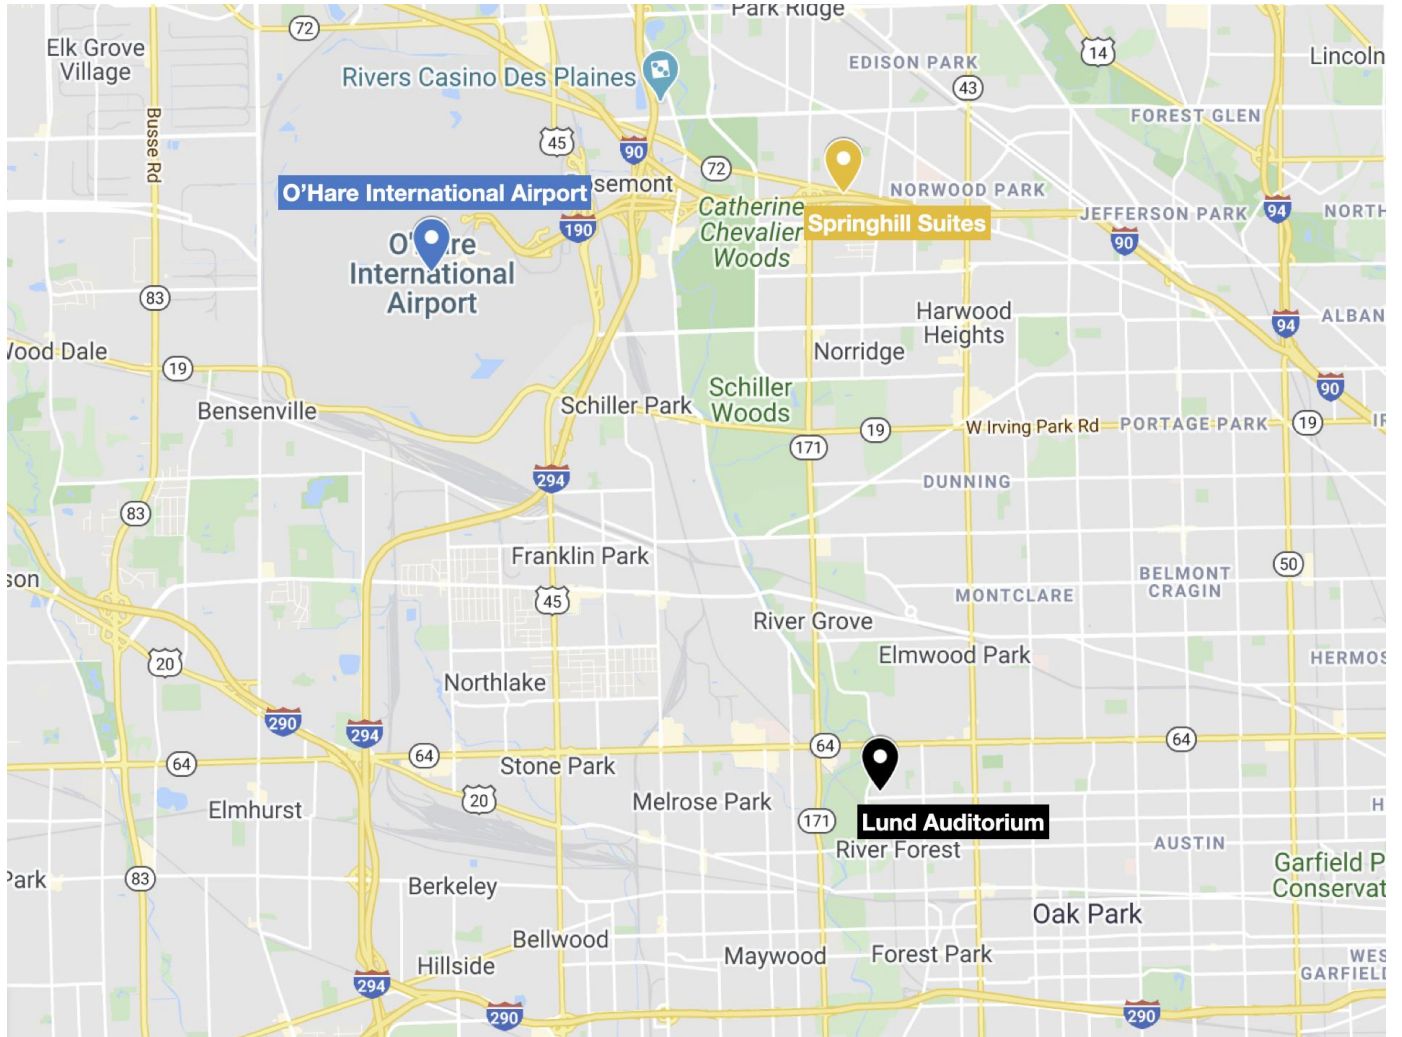 Park Ridge
72
Elk Grove
Village
EDISON PARK
14
Lincoln
Rivers Casino Des Plaines
43
Busse Rd
FOREST GLEN
45
90
72
O'Hare International Airport
semont
NORWOOD PARK
Catherine
Chevalier
Woods
Springhill Suites
JEFFERSON PARK
94
NORTH
190
90
O'Hare
International
Airport
83
Harwood
Heights
ALBAN
94
Wood Dale
19
Norridge
90
Schiller
Woods
Bensenville
Schiller Park
19
W Irving Park Rd
PORTAGE PARK
19
171
294
DUNNING
83
Franklin Park
50
son
BELMONT
CRAGIN
45
MONTCLARE
River Grove
20
Elmwood Park
HERMOS
Northlake
290
294
64
64
64
64
Stone Park
20
Elmhurst
Melrose Park
171
Lund Auditorium
H
River Forest
AUSTIN
Park
83
Berkeley
Garfield P
Conservat
Oak Park
Bellwood
Maywood
Forest Park
Hillside
WES
GARFIELD
294
290
290